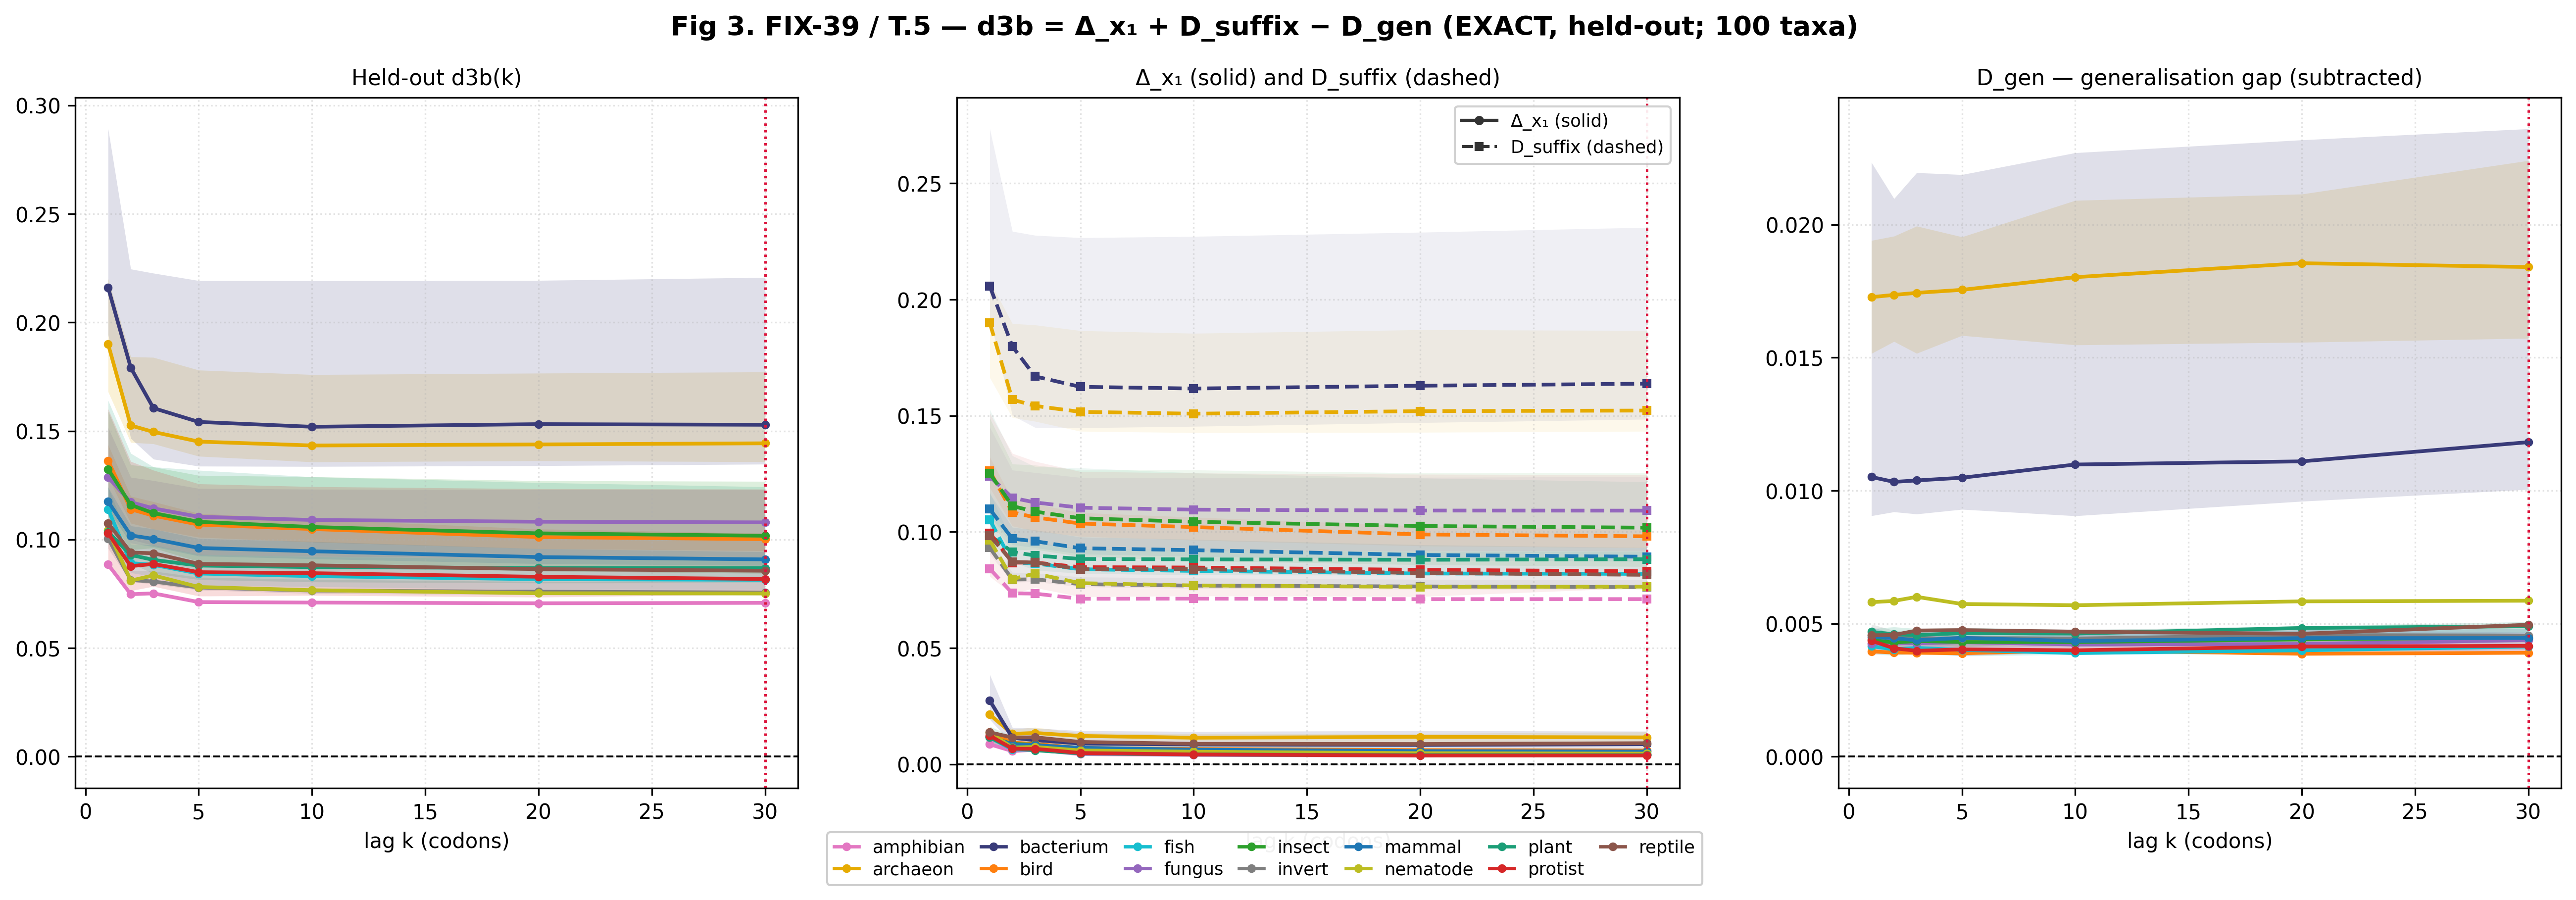 Fig 3. FIX-39 / T.5 — d3b = Δ_x₁ + D_suffix − D_gen (EXACT, held-out; 100 taxa)
Held-out d3b(k)
0.30
0.25
0.20
0.15
0.10
0.05
0.00
0 5 10 15 20 25 30
lag k (codons)
Δ_x₁ (solid) and D_suffix (dashed)
Δ_x₁ (solid)
D_suffix (dashed)
0.25
0.20
0.15
0.10
0.05
0.00
0 5 10 15 20 25 30
lag k (codons)
D_gen — generalisation gap (subtracted)
0.020
0.015
0.010
0.005
0.000
0 5 10 15 20 25 30
lag k (codons)
amphibian bacterium fish insect mammal plant reptile
archaeon bird fungus invert nematode protist